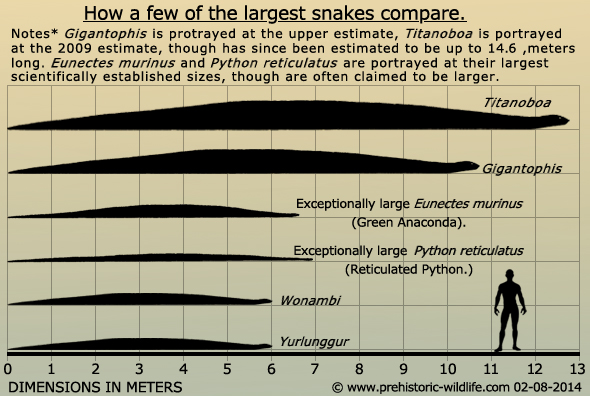 How a few of the largest snakes compare.
Notes* Gigantophis is protrayed at the upper estimate, Titanoboa is portrayed
at the 2009 estimate, though has since been estimated to be up to 14.6 ,meters
long. Eunectes murinus and Python reticulatus are portrayed at their largest
scientifically established sizes, though are often claimed to be larger.
Titanoboa
Gigantophis
Exceptionally large Eunectes murinus
(Green Anaconda).
Exceptionally large Python reticulatus
(Reticulated Python.)
Wonambi
Yurlunggur
0 1 2 3 4 5 6 7 8 9 10 11 12 13
DIMENSIONS IN METERS © www.prehistoric-wildlife.com 02-08-2014